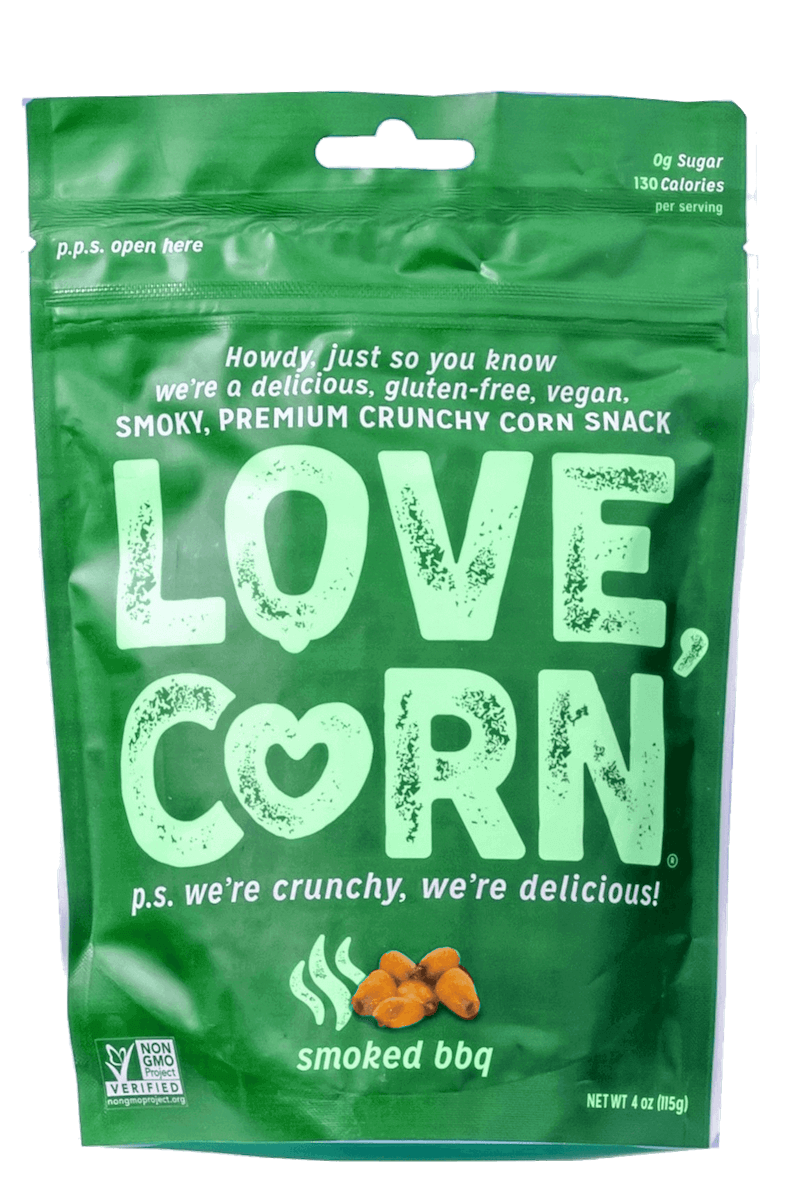 0g Sugar
130 Calories
per serving
p.p.s. open here
Howdy, just so you know
we're a delicious, gluten-free, vegan,
SMOKY, PREMIUM CRUNCHY CORN SNACK
LOVE,
CORN®
p.s. we're crunchy, we're delicious!
smoked bbq
NON
GMO
Project
VERIFIED
nongmoproject.org
NET WT 4 oz (115g)